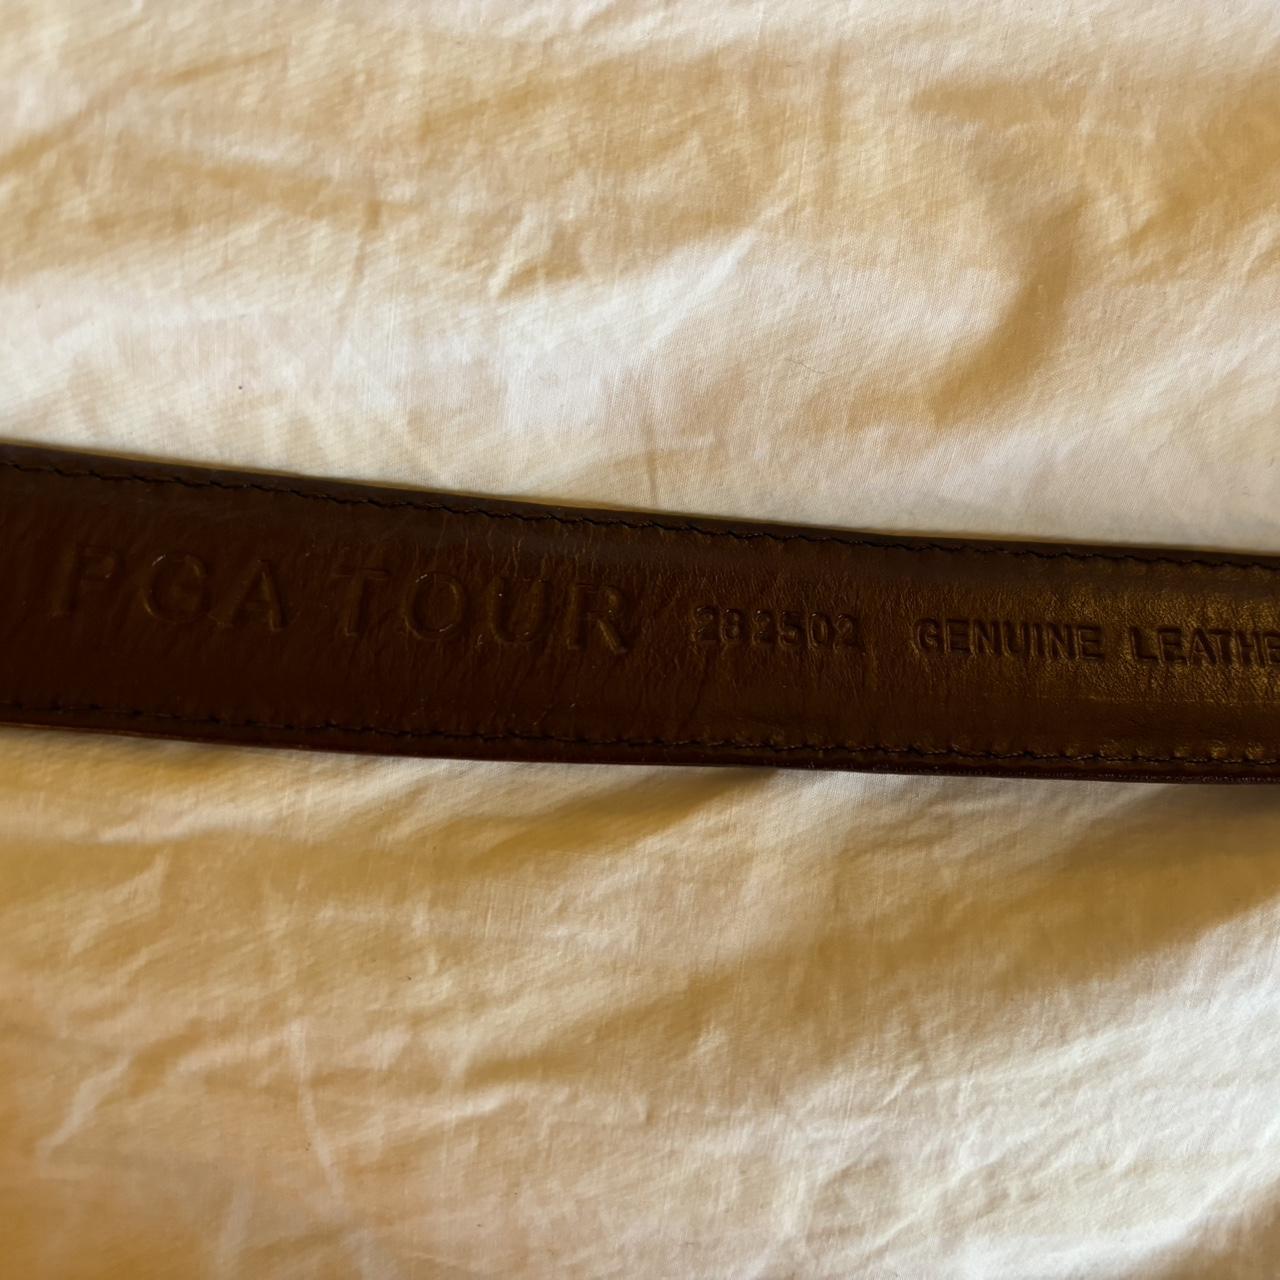 PGA TOUR 282502 GENUINE LEATHE